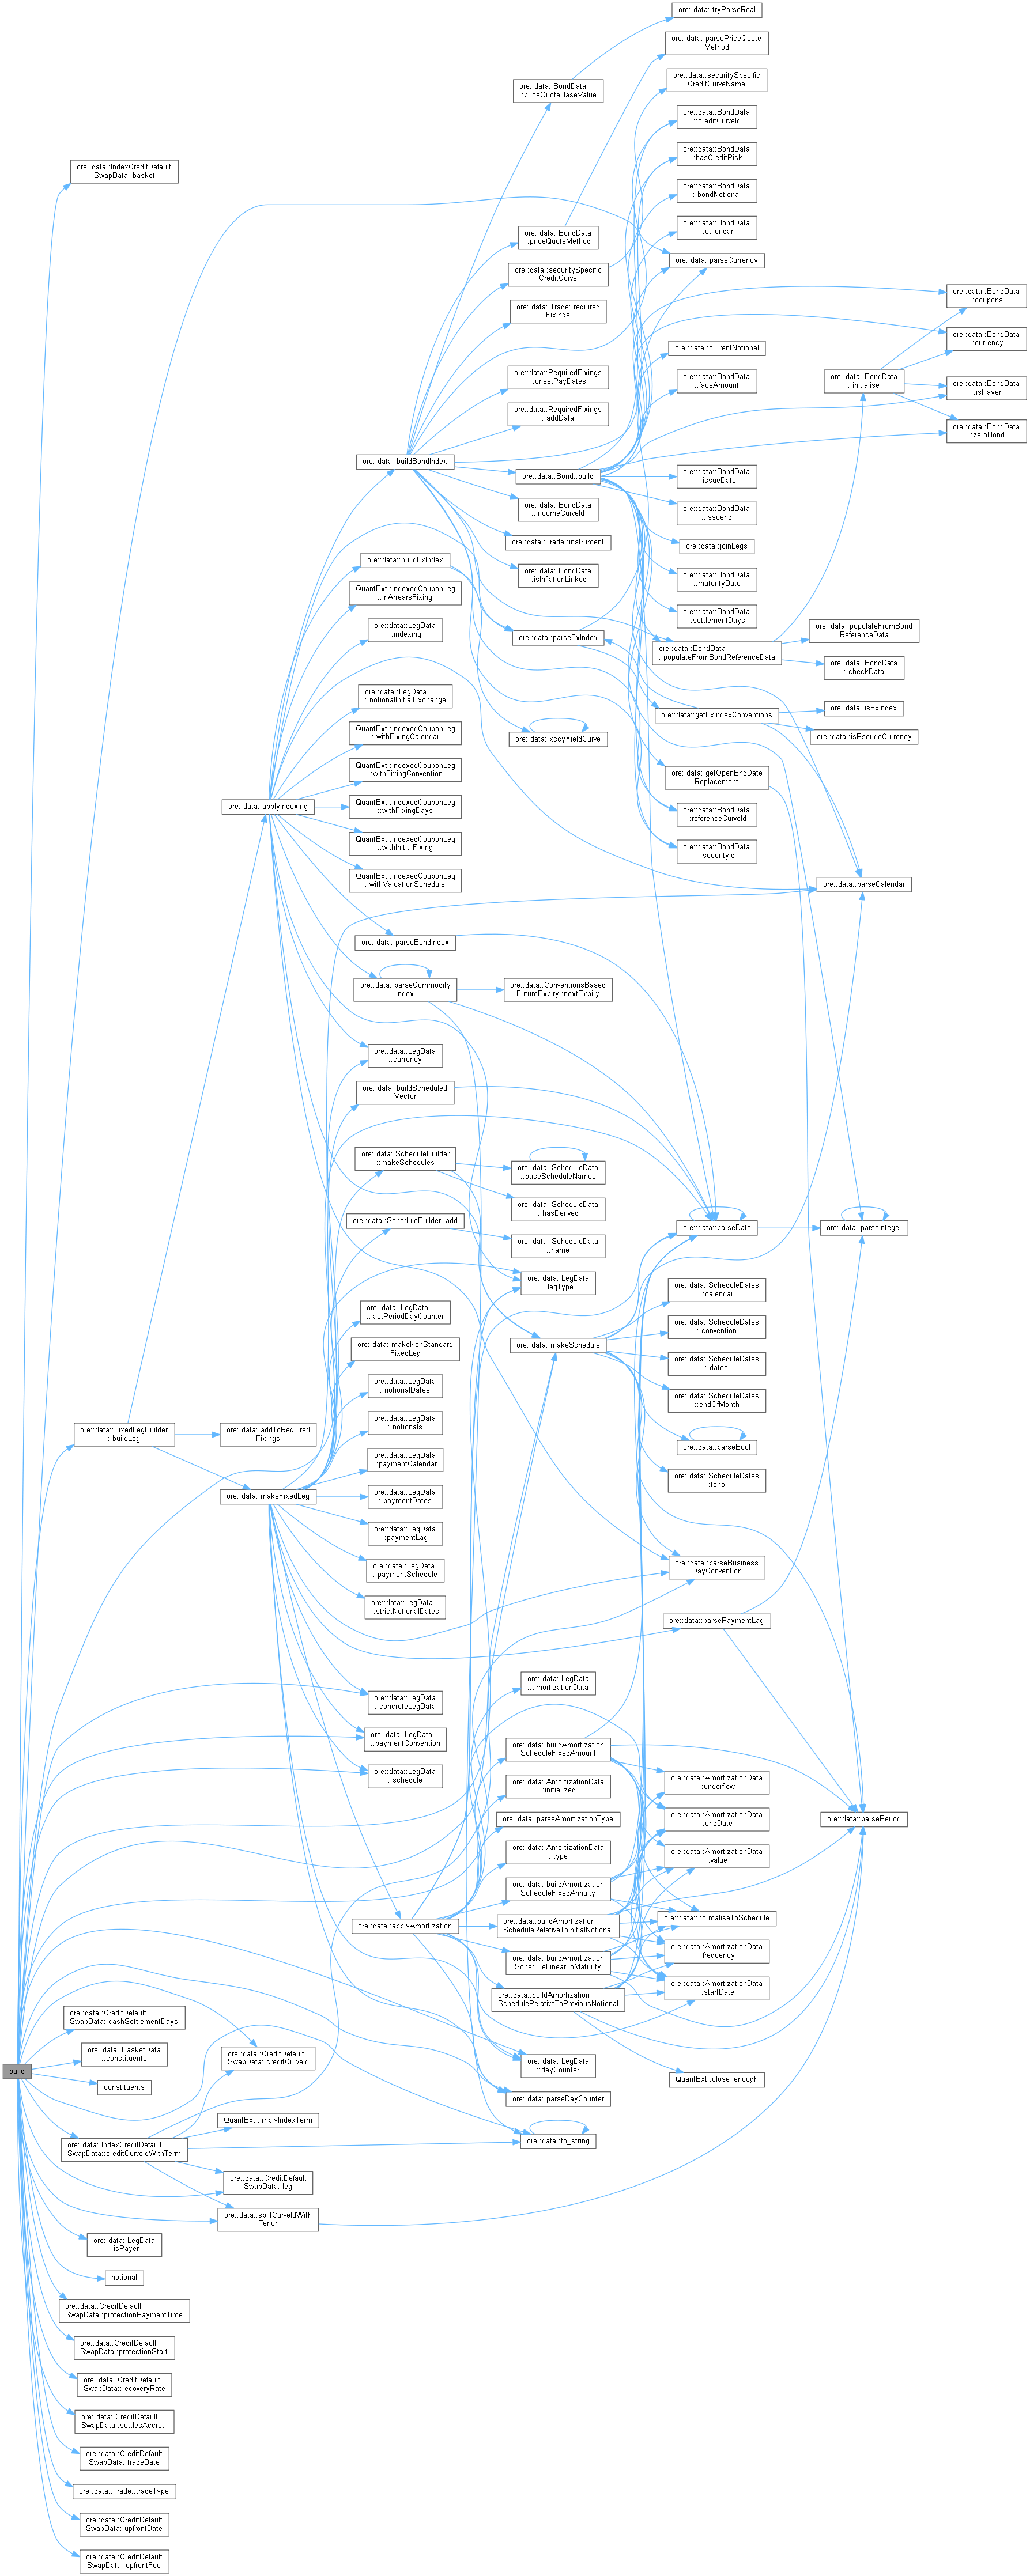 ore::data::tryParseReal
ore::data::parsePriceQuote
Method
ore::data::BondData
::priceQuoteBaseValue
ore::data::securitySpecific
CreditCurveName
ore::data::BondData
::creditCurveId
ore::data::BondData
::hasCreditRisk
ore::data::IndexCreditDefault
SwapData::basket
ore::data::BondData
::bondNotional
ore::data::BondData
::calendar
ore::data::BondData
::priceQuoteMethod
ore::data::parseCurrency
ore::data::securitySpecific
CreditCurve
ore::data::BondData
::coupons
ore::data::Trade::required
Fixings
ore::data::BondData
::currency
ore::data::currentNotional
ore::data::RequiredFixings
::unsetPayDates
ore::data::BondData
::faceAmount
ore::data::BondData
::initialise
ore::data::BondData
::isPayer
ore::data::RequiredFixings
::addData
ore::data::BondData
::zeroBond
ore::data::buildBondIndex
ore::data::Bond::build
ore::data::BondData
::issueDate
ore::data::BondData
::incomeCurveId
ore::data::BondData
::issuerId
ore::data::Trade::instrument
ore::data::joinLegs
ore::data::buildFxIndex
ore::data::BondData
::isInflationLinked
ore::data::BondData
::maturityDate
QuantExt::IndexedCouponLeg
::inArrearsFixing
ore::data::BondData
::settlementDays
ore::data::LegData
::indexing
ore::data::parseFxIndex
ore::data::BondData
::populateFromBondReferenceData
ore::data::populateFromBond
ReferenceData
ore::data::BondData
::checkData
ore::data::LegData
::notionalInitialExchange
ore::data::getFxIndexConventions
ore::data::isFxIndex
QuantExt::IndexedCouponLeg
::withFixingCalendar
ore::data::xccyYieldCurve
ore::data::isPseudoCurrency
QuantExt::IndexedCouponLeg
::withFixingConvention
ore::data::getOpenEndDate
Replacement
ore::data::applyIndexing
QuantExt::IndexedCouponLeg
::withFixingDays
ore::data::BondData
::referenceCurveId
QuantExt::IndexedCouponLeg
::withInitialFixing
ore::data::BondData
::securityId
QuantExt::IndexedCouponLeg
::withValuationSchedule
ore::data::parseCalendar
ore::data::parseBondIndex
ore::data::parseCommodity
Index
ore::data::ConventionsBased
FutureExpiry::nextExpiry
ore::data::LegData
::currency
ore::data::buildScheduled
Vector
ore::data::ScheduleBuilder
::makeSchedules
ore::data::ScheduleData
::baseScheduleNames
ore::data::ScheduleData
::hasDerived
ore::data::ScheduleBuilder::add
ore::data::ScheduleData
::name
ore::data::parseDate
ore::data::parseInteger
ore::data::LegData
::legType
ore::data::ScheduleDates
::calendar
ore::data::LegData
::lastPeriodDayCounter
ore::data::ScheduleDates
::convention
ore::data::makeNonStandard
FixedLeg
ore::data::makeSchedule
ore::data::ScheduleDates
::dates
ore::data::LegData
::notionalDates
ore::data::ScheduleDates
::endOfMonth
ore::data::FixedLegBuilder
::buildLeg
ore::data::addToRequired
Fixings
ore::data::LegData
::notionals
ore::data::parseBool
ore::data::LegData
::paymentCalendar
ore::data::ScheduleDates
::tenor
ore::data::makeFixedLeg
ore::data::LegData
::paymentDates
ore::data::LegData
::paymentLag
ore::data::LegData
::paymentSchedule
ore::data::parseBusiness
DayConvention
ore::data::LegData
::strictNotionalDates
ore::data::parsePaymentLag
ore::data::LegData
::amortizationData
ore::data::LegData
::concreteLegData
ore::data::LegData
::paymentConvention
ore::data::buildAmortization
ScheduleFixedAmount
ore::data::LegData
::schedule
ore::data::AmortizationData
::initialized
ore::data::AmortizationData
::underflow
ore::data::parseAmortizationType
ore::data::AmortizationData
::endDate
ore::data::parsePeriod
ore::data::AmortizationData
::type
ore::data::AmortizationData
::value
ore::data::buildAmortization
ScheduleFixedAnnuity
ore::data::applyAmortization
ore::data::buildAmortization
ScheduleRelativeToInitialNotional
ore::data::normaliseToSchedule
ore::data::buildAmortization
ScheduleLinearToMaturity
ore::data::AmortizationData
::frequency
ore::data::buildAmortization
ScheduleRelativeToPreviousNotional
ore::data::AmortizationData
::startDate
ore::data::CreditDefault
SwapData::cashSettlementDays
ore::data::BasketData
::constituents
ore::data::CreditDefault
SwapData::creditCurveId
ore::data::LegData
::dayCounter
build
constituents
QuantExt::close_enough
ore::data::parseDayCounter
QuantExt::implyIndexTerm
ore::data::IndexCreditDefault
SwapData::creditCurveIdWithTerm
ore::data::to_string
ore::data::CreditDefault
SwapData::leg
ore::data::splitCurveIdWith
Tenor
ore::data::LegData
::isPayer
notional
ore::data::CreditDefault
SwapData::protectionPaymentTime
ore::data::CreditDefault
SwapData::protectionStart
ore::data::CreditDefault
SwapData::recoveryRate
ore::data::CreditDefault
SwapData::settlesAccrual
ore::data::CreditDefault
SwapData::tradeDate
ore::data::Trade::tradeType
ore::data::CreditDefault
SwapData::upfrontDate
ore::data::CreditDefault
SwapData::upfrontFee